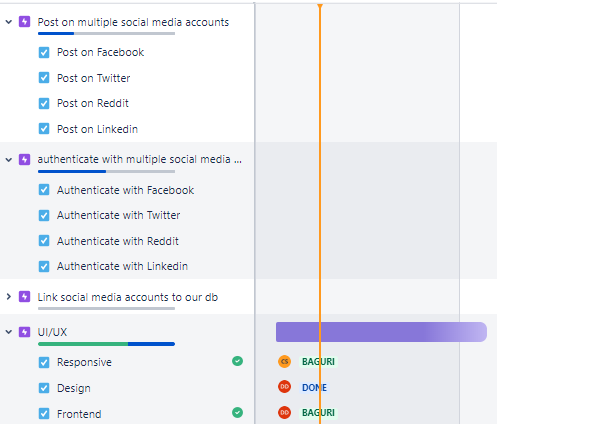 Post on multiple social media accounts
Post on Facebook
Post on Twitter
Post on Reddit
Post on Linkedin
authenticate with multiple social media ...
Authenticate with Facebook
Authenticate with Twitter
Authenticate with Reddit
Authenticate with Linkedin
Link social media accounts to our db
UI/UX
Responsive CS BAGURI
Design DD DONE
Frontend DD BAGURI